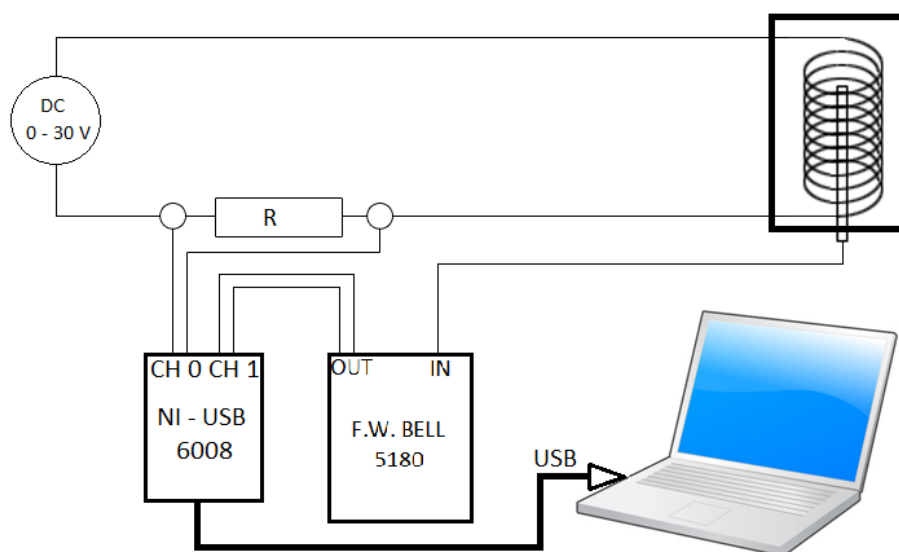 DC
0 - 30 V
R
CH 0 CH 1
NI - USB
6008
OUT IN
F.W. BELL
5180
USB